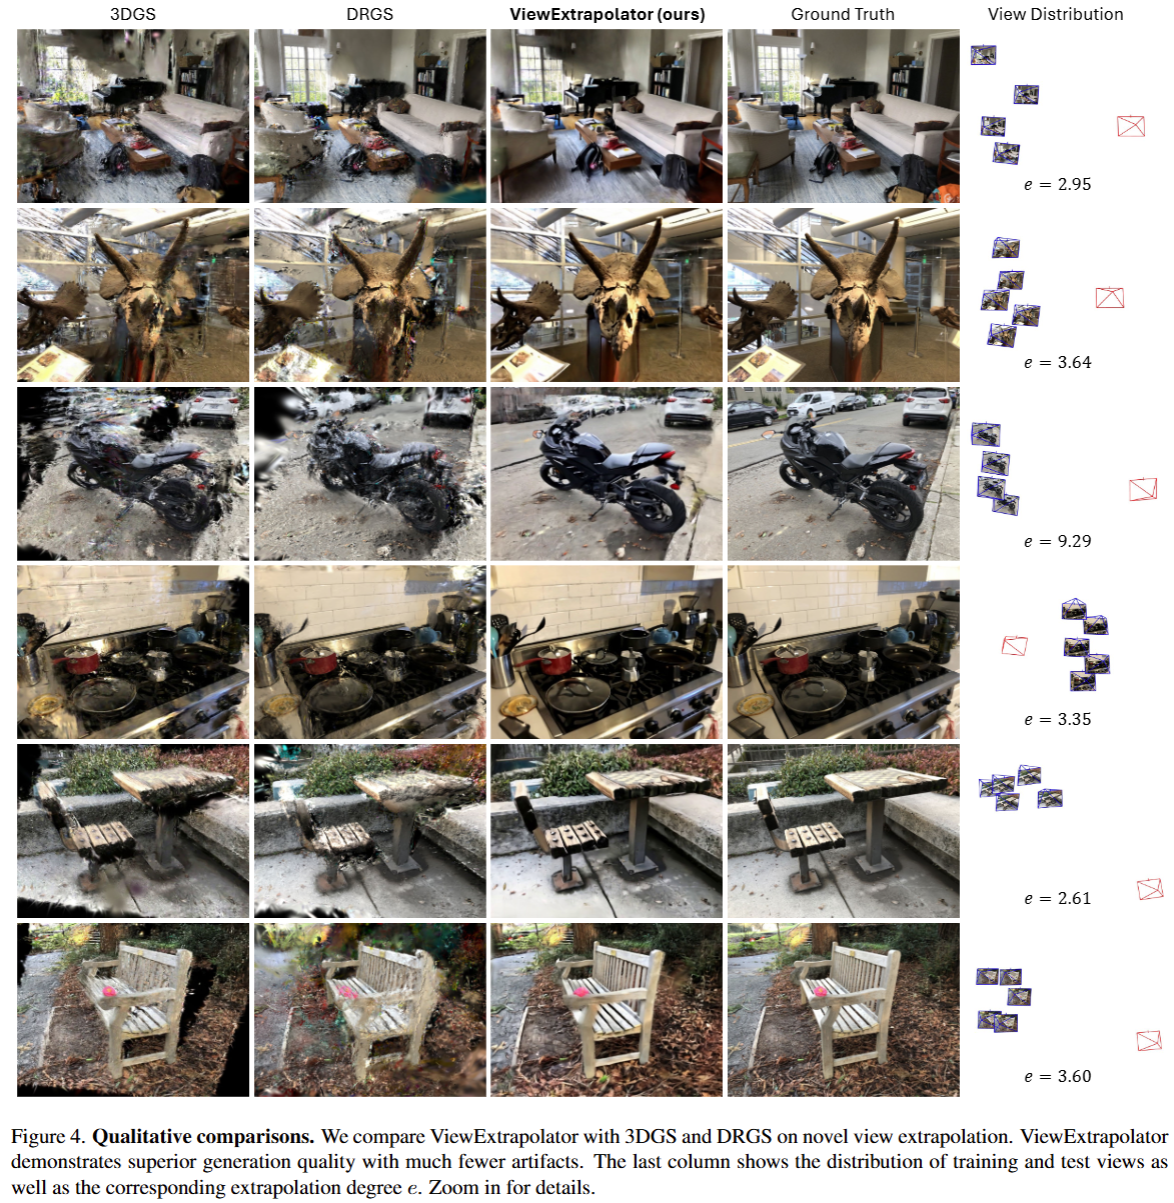 3DGS DRGS ViewExtrapolator (ours) Ground Truth View Distribution
e = 2.95
e = 3.64
e = 9.29
e = 3.35
e = 2.61
e = 3.60
Figure 4. Qualitative comparisons. We compare ViewExtrapolator with 3DGS and DRGS on novel view extrapolation. ViewExtrapolator
demonstrates superior generation quality with much fewer artifacts. The last column shows the distribution of training and test views as
well as the corresponding extrapolation degree e. Zoom in for details.